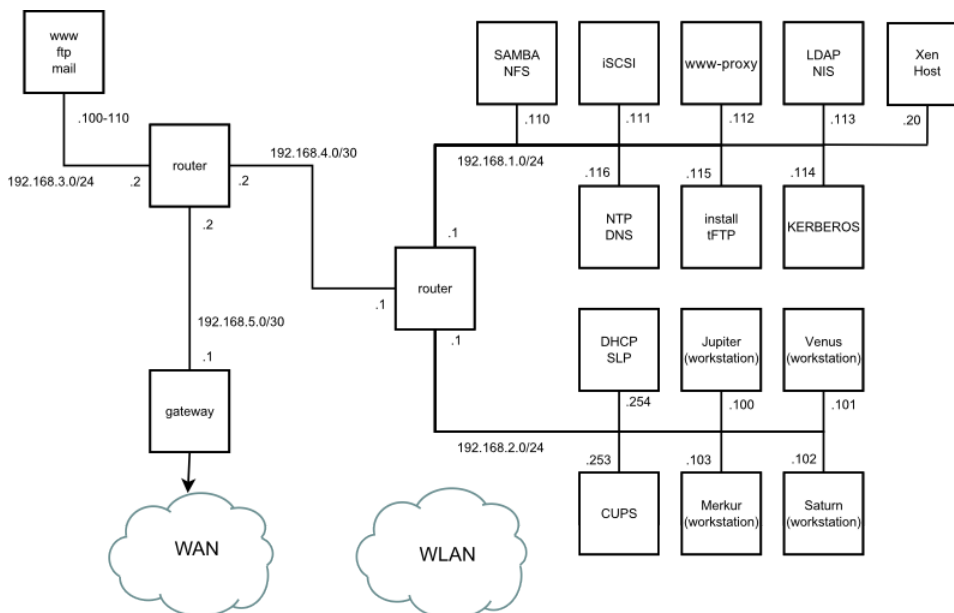 www
ftp
mail
SAMBA
NFS
iSCSI
www-proxy
LDAP
NIS
Xen
Host
.100-110
.110
.111
.112
.113
.20
192.168.4.0/30
192.168.1.0/24
router
192.168.3.0/24
.2
.2
.2
.116
.115
.114
NTP
DNS
install
tFTP
KERBEROS
.1
router
.1
.1
192.168.5.0/30
.1
DHCP
SLP
Jupiter
(workstation)
Venus
(workstation)
gateway
.254
.100
.101
192.168.2.0/24
.253
.103
.102
CUPS
Merkur
(workstation)
Saturn
(workstation)
WAN
WLAN